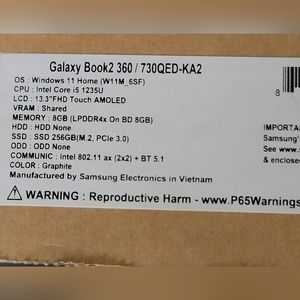 Galaxy Book2 360 / 730QED-KA2
OS : Windows 11 Home (W11M_6SF)
CPU : Intel Core i5 1235U
LCD : 13.3"FHD Touch AMOLED
VRAM : Shared
MEMORY : 8GB (LPDDR4x On BD 8GB)
HDD : HDD None
SSD : SSD 256GB(M.2, PCIe 3.0)
ODD : ODD None
COMMUNIC : Intel 802.11 ax (2x2) + BT 5.1
COLOR : Graphite
Manufactured by Samsung Electronics in Vietnam
⚠ WARNING : Reproductive Harm - www.P65Warnings
8
IMPORTA
Samsung'
See www.s
& enclosed